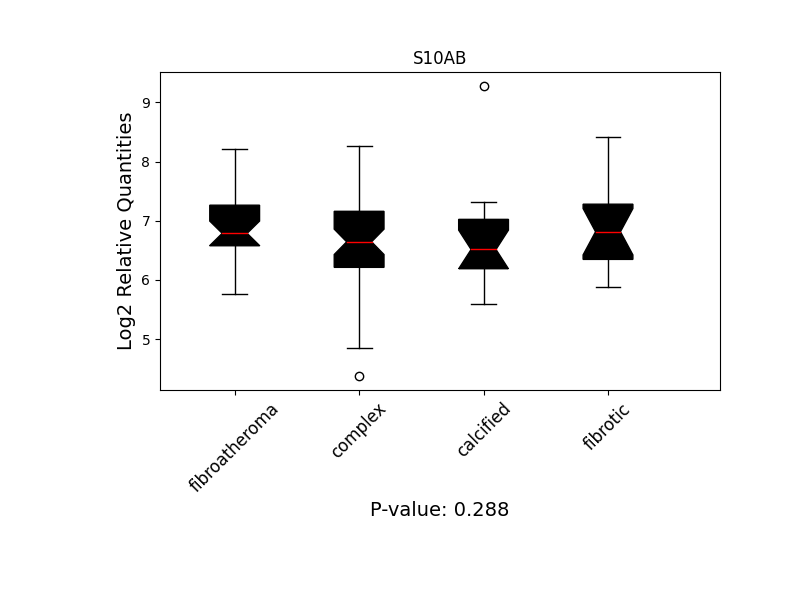 S10AB
Log2 Relative Quantities
9
8
7
6
5
fibroatheroma
complex
calcified
fibrotic
P-value: 0.288